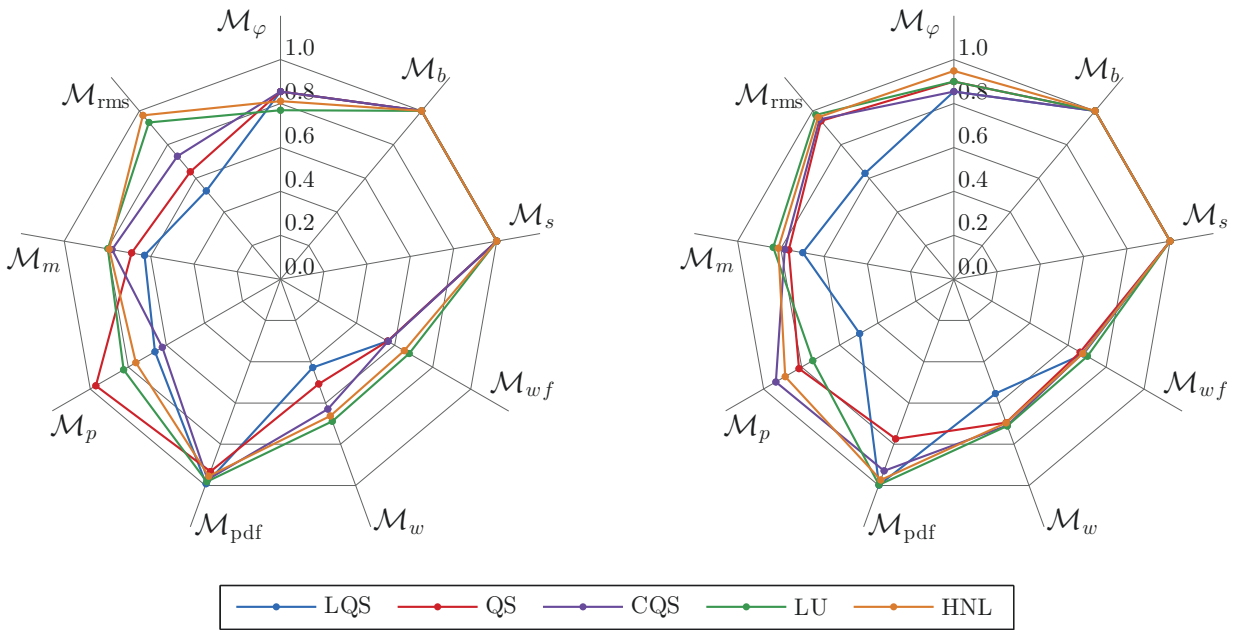 ℳφ
1.0
ℳb
ℳrms
0.8
0.6
0.4
ℳs
0.2
ℳm
0.0
ℳwf
ℳp
ℳpdf
ℳw
ℳφ
1.0
ℳb
ℳrms
0.8
0.6
0.4
ℳs
0.2
ℳm
0.0
ℳwf
ℳp
ℳpdf
ℳw
LQS QS CQS LU HNL